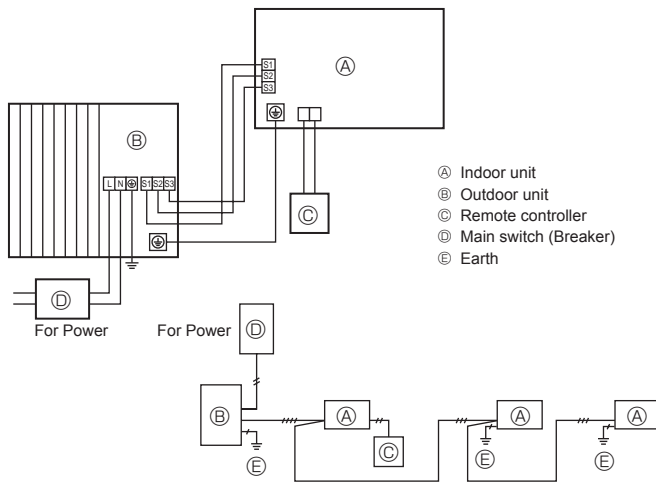 S1
S2
S3
Ⓐ
Ⓑ
L N S1 S2 S3
Ⓒ
Ⓐ Indoor unit
Ⓑ Outdoor unit
Ⓒ Remote controller
Ⓓ Main switch (Breaker)
Ⓔ Earth
Ⓓ
For Power
For Power Ⓓ
Ⓑ Ⓐ Ⓐ Ⓐ
Ⓒ
Ⓔ Ⓔ Ⓔ